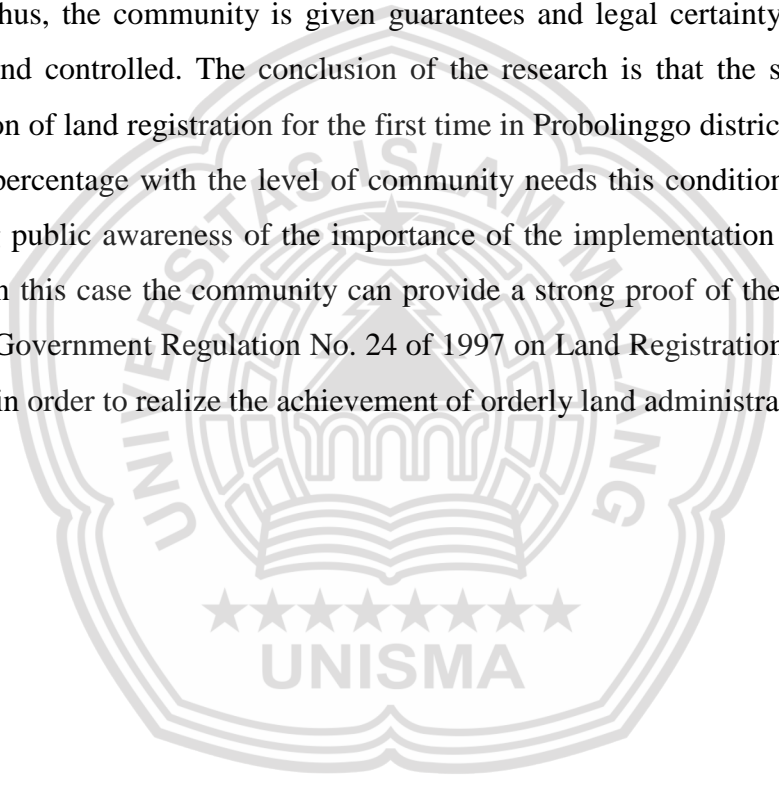 hus, the community is given guarantees and legal certainty
nd controlled. The conclusion of the research is that the s
on of land registration for the first time in Probolinggo distric
percentage with the level of community needs this condition
public awareness of the importance of the implementation
n this case the community can provide a strong proof of the
Government Regulation No. 24 of 1997 on Land Registration
in order to realize the achievement of orderly land administra
UNIVERSITAS ISLAM MALANG
UNISMA